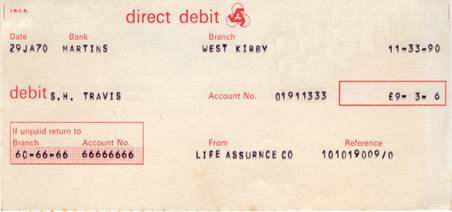 I.B.C.B.
direct debit
Date Bank Branch
29JA70 MARTINS WEST KIRBY 11-33-90
debit S.H. TRAVIS Account No. 01911333 £9- 3- 6
If unpaid return to
Branch Account No. From Reference
60-66-66 66666666 LIFE ASSURNCE CO 101019009/0